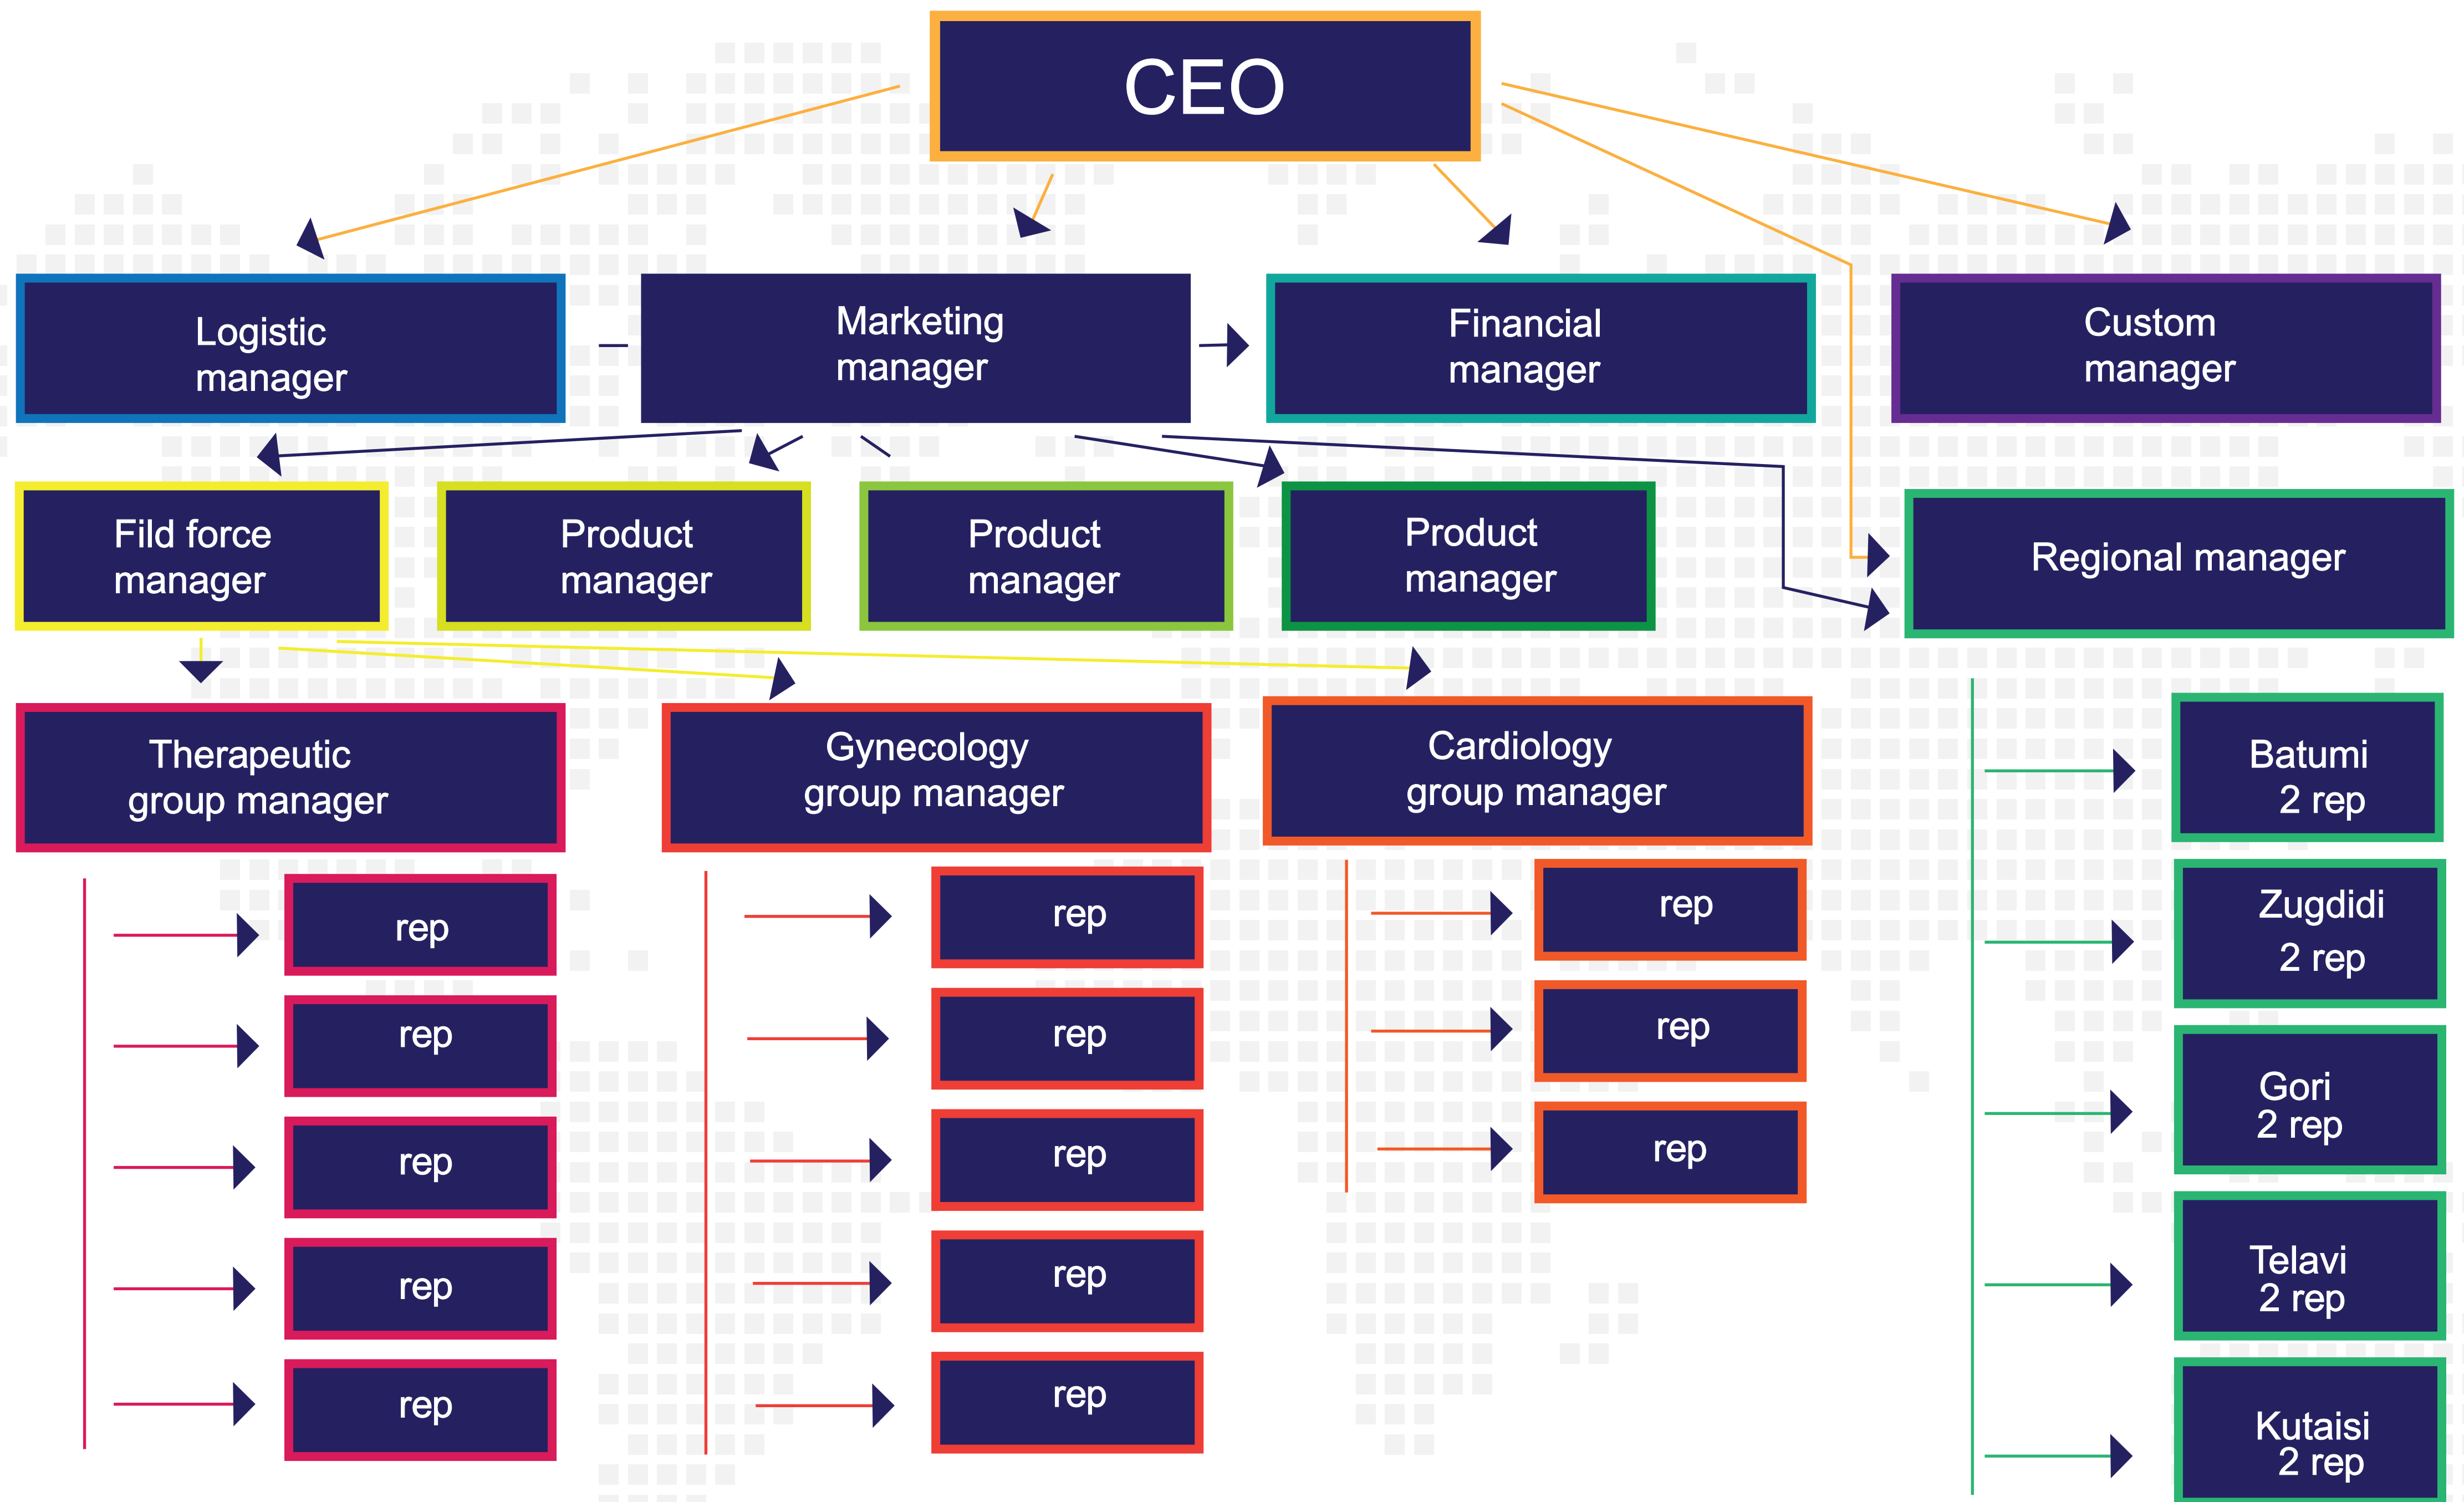 CEO
Logistic
manager
Marketing
manager
Financial
manager
Custom
manager
Fild force
manager
Product
manager
Product
manager
Product
manager
Regional manager
Therapeutic
group manager
Gynecology
group manager
Cardiology
group manager
rep
rep
rep
rep
rep
rep
rep
rep
rep
rep
rep
rep
rep
Batumi
2 rep
Zugdidi
2 rep
Gori
2 rep
Telavi
2 rep
Kutaisi
2 rep